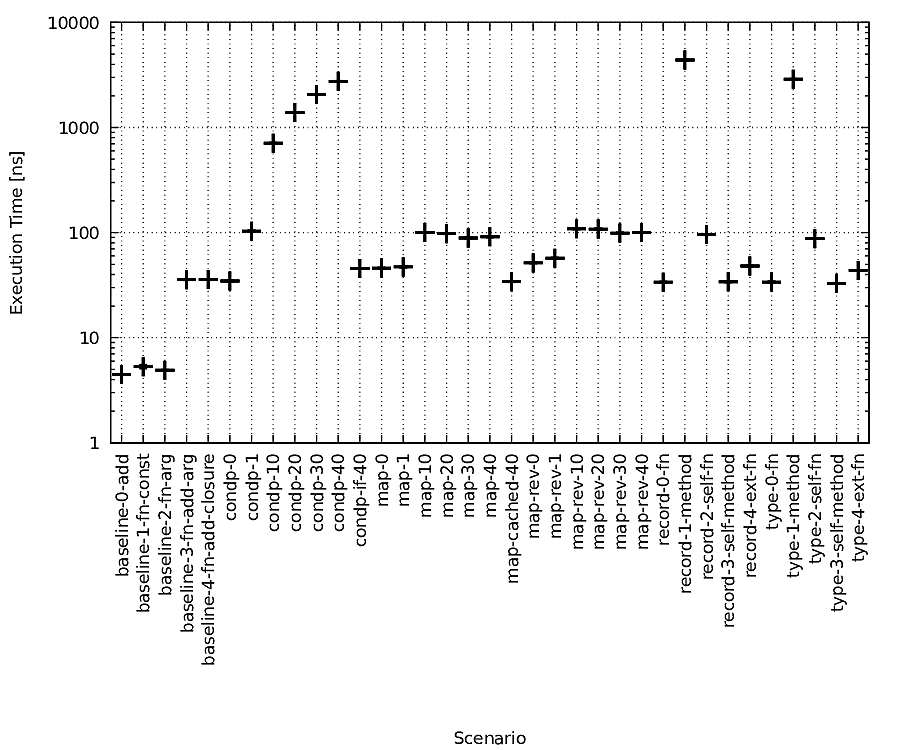 10000
1000
100
10
1
Execution Time [ns]
baseline-0-add
baseline-1-fn-const
baseline-2-fn-arg
baseline-3-fn-add-arg
baseline-4-fn-add-closure
condp-0
condp-1
condp-10
condp-20
condp-30
condp-40
condp-if-40
map-0
map-1
map-10
map-20
map-30
map-40
map-cached-40
map-rev-0
map-rev-1
map-rev-10
map-rev-20
map-rev-30
map-rev-40
record-0-fn
record-1-method
record-2-self-fn
record-3-self-method
record-4-ext-fn
type-0-fn
type-1-method
type-2-self-fn
type-3-self-method
type-4-ext-fn
Scenario